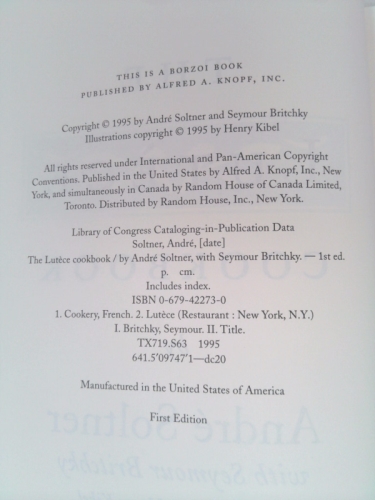 THIS IS A BORZOI BOOK
PUBLISHED BY ALFRED A. KNOPF, INC.
Copyright © 1995 by André Soltner and Seymour Britchky
Illustrations copyright © 1995 by Henry Kibel
All rights reserved under International and Pan-American Copyright
Conventions. Published in the United States by Alfred A. Knopf, Inc., New
York, and simultaneously in Canada by Random House of Canada Limited,
Toronto. Distributed by Random House, Inc., New York.
Library of Congress Cataloging-in-Publication Data
Soltner, André, [date]
The Lutèce cookbook / by André Soltner, with Seymour Britchky. — 1st ed.
p. cm.
Includes index.
ISBN 0-679-42273-0
1. Cookery, French. 2. Lutèce (Restaurant : New York, N.Y.)
I. Britchky, Seymour. II. Title.
TX719.S63 1995
641.5'09747'1—dc20
Manufactured in the United States of America
First Edition
André Soltner
with Seymour Britchky